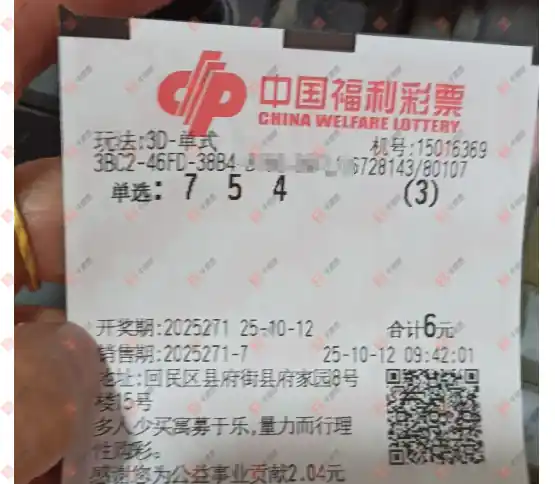 中国福利彩票
CHINA WELFARE LOTTERY
玩法:3D-单式 机号:15016369
3BC2-46FD-38B4- 6728143/80107
单选: 7 5 4 (3)
开奖期:2025271 25-10-12 合计6元
销售期:2025271-7 25-10-12 09:42:01
地址:回民区县府街县府家园8号
楼15号
多人少买寓募于乐,量力而行理
性购彩。
感谢您为公益事业贡献2.04元